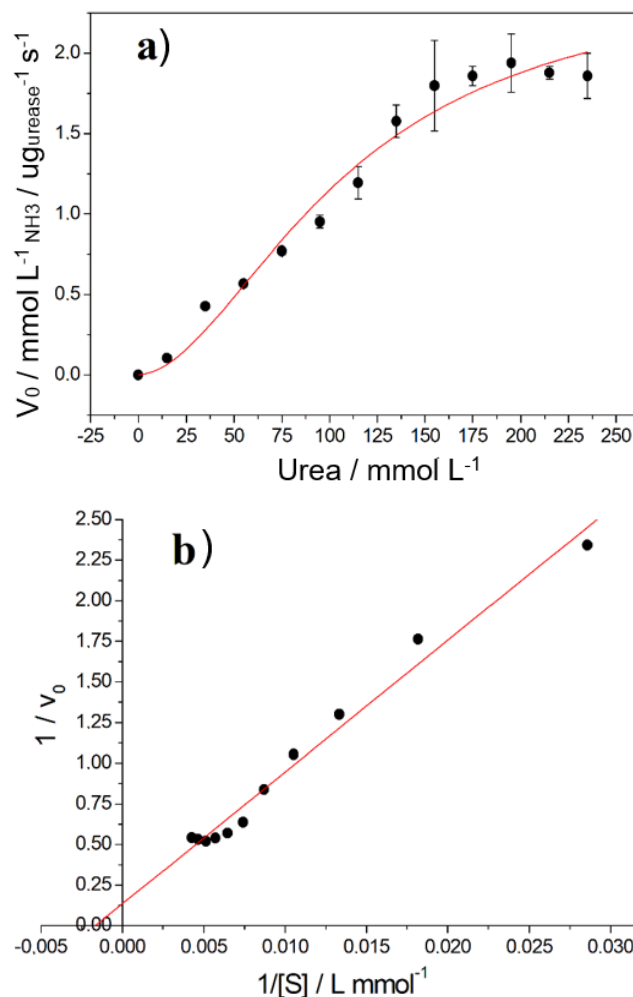 a)
V0 / mmol L-1 NH3 / ugurease-1 s-1
2.0
1.5
1.0
0.5
0.0
-25 0 25 50 75 100 125 150 175 200 225 250
Urea / mmol L-1
b)
1 / v0
2.50
2.25
2.00
1.75
1.50
1.25
1.00
0.75
0.50
0.25
0.00
-0,005 0.000 0.005 0.010 0.015 0.020 0.025 0.030
1/[S] / L mmol-1